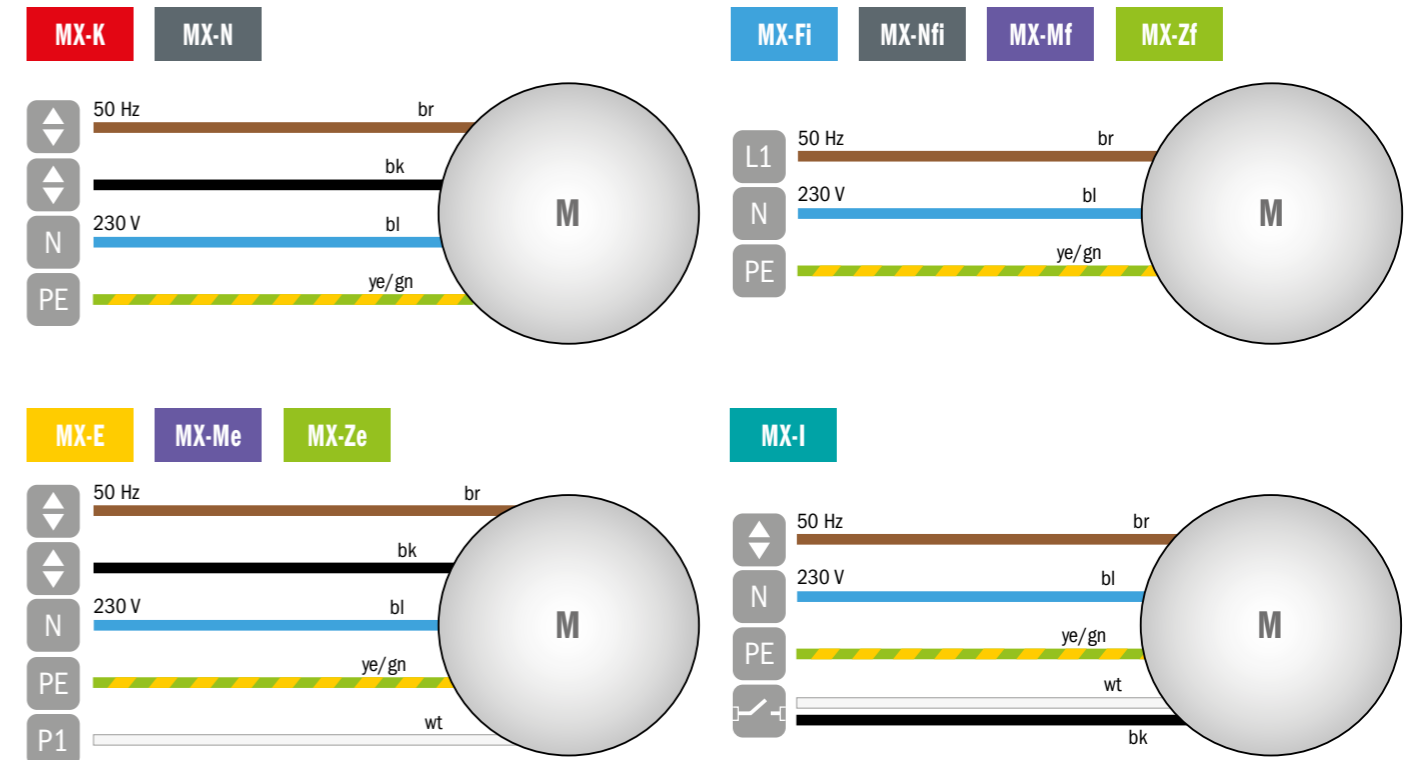 MX-K MX-N
50 Hz br
bk
N 230 V bl
PE ye/gn
M
MX-Fi MX-Nfi MX-Mf MX-Zf
L1 50 Hz br
N 230 V bl
PE ye/gn
M
MX-E MX-Me MX-Ze
50 Hz br
bk
N 230 V bl
PE ye/gn
P1 wt
M
MX-I
50 Hz br
N 230 V bl
PE ye/gn
wt
bk
M